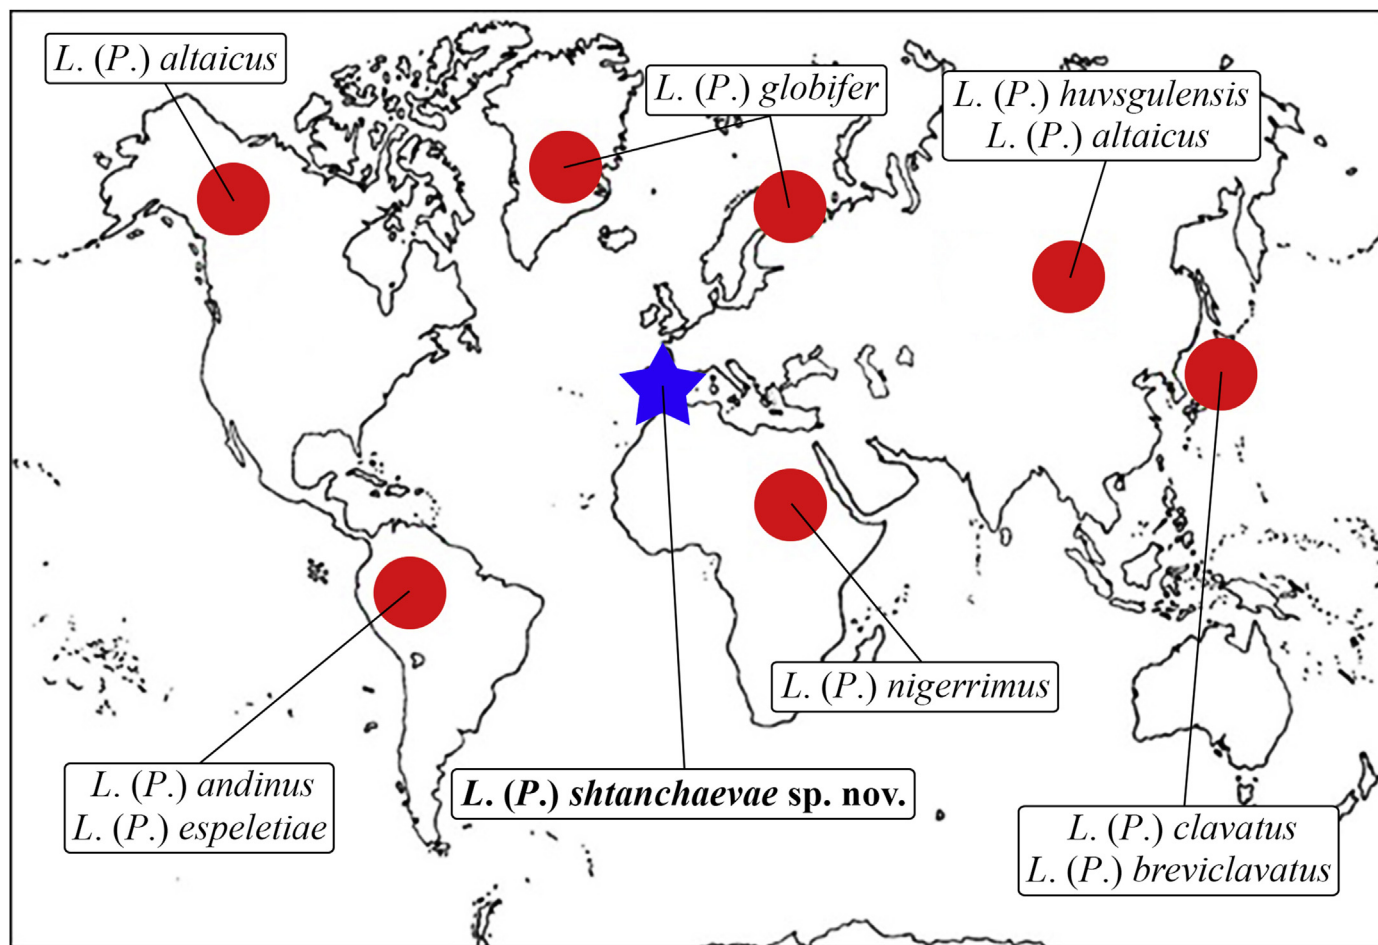 L. (P.) altaicus
L. (P.) globifer
L. (P.) huvsgulensis
L. (P.) altaicus
L. (P.) nigerrimus
L. (P.) andinus
L. (P.) espeletiae
L. (P.) shtanchaevae sp. nov.
L. (P.) clavatus
L. (P.) breviclavatus